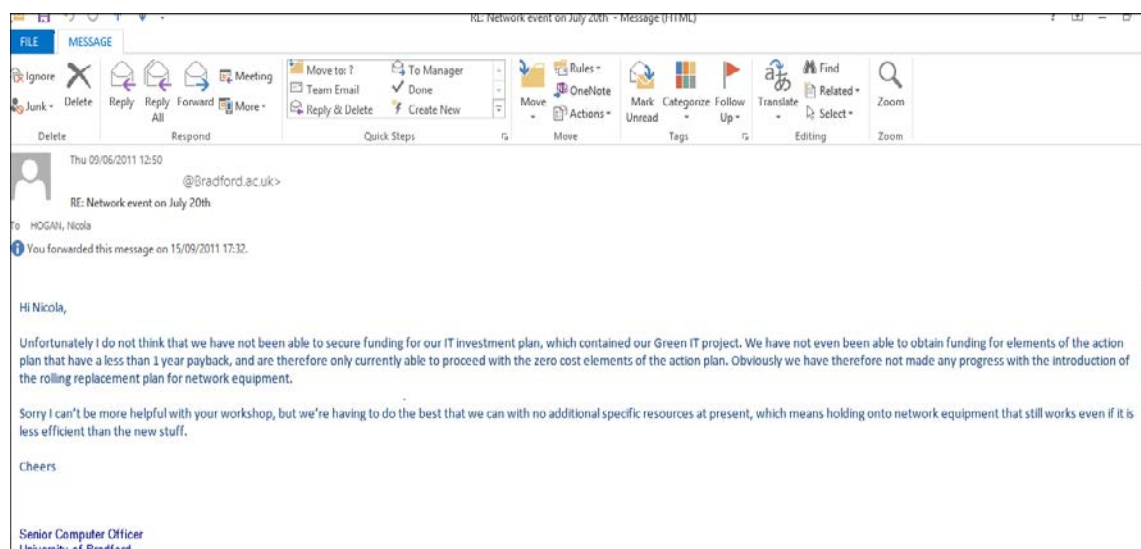 RE: Network event on July 20th - Message (HTML)
FILE MESSAGE
Ignore
Junk
Delete
Reply
Reply All
Forward
Meeting
More
Move to: ?
Team Email
Reply & Delete
To Manager
Done
Create New
Move
Rules
OneNote
Actions
Mark Unread
Categorize
Follow Up
Translate
Find
Related
Select
Zoom
Delete Respond Quick Steps Move Tags Editing Zoom
Thu 09/06/2011 12:50
@Bradford.ac.uk>
RE: Network event on July 20th
To HOGAN, Nicola
You forwarded this message on 15/09/2011 17:32.
Hi Nicola,
Unfortunately I do not think that we have not been able to secure funding for our IT investment plan, which contained our Green IT project. We have not even been able to obtain funding for elements of the action
plan that have a less than 1 year payback, and are therefore only currently able to proceed with the zero cost elements of the action plan. Obviously we have therefore not made any progress with the introduction of
the rolling replacement plan for network equipment.
Sorry I can't be more helpful with your workshop, but we're having to do the best that we can with no additional specific resources at present, which means holding onto network equipment that still works even if it is
less efficient than the new stuff.
Cheers
Senior Computer Officer
University of Bradford